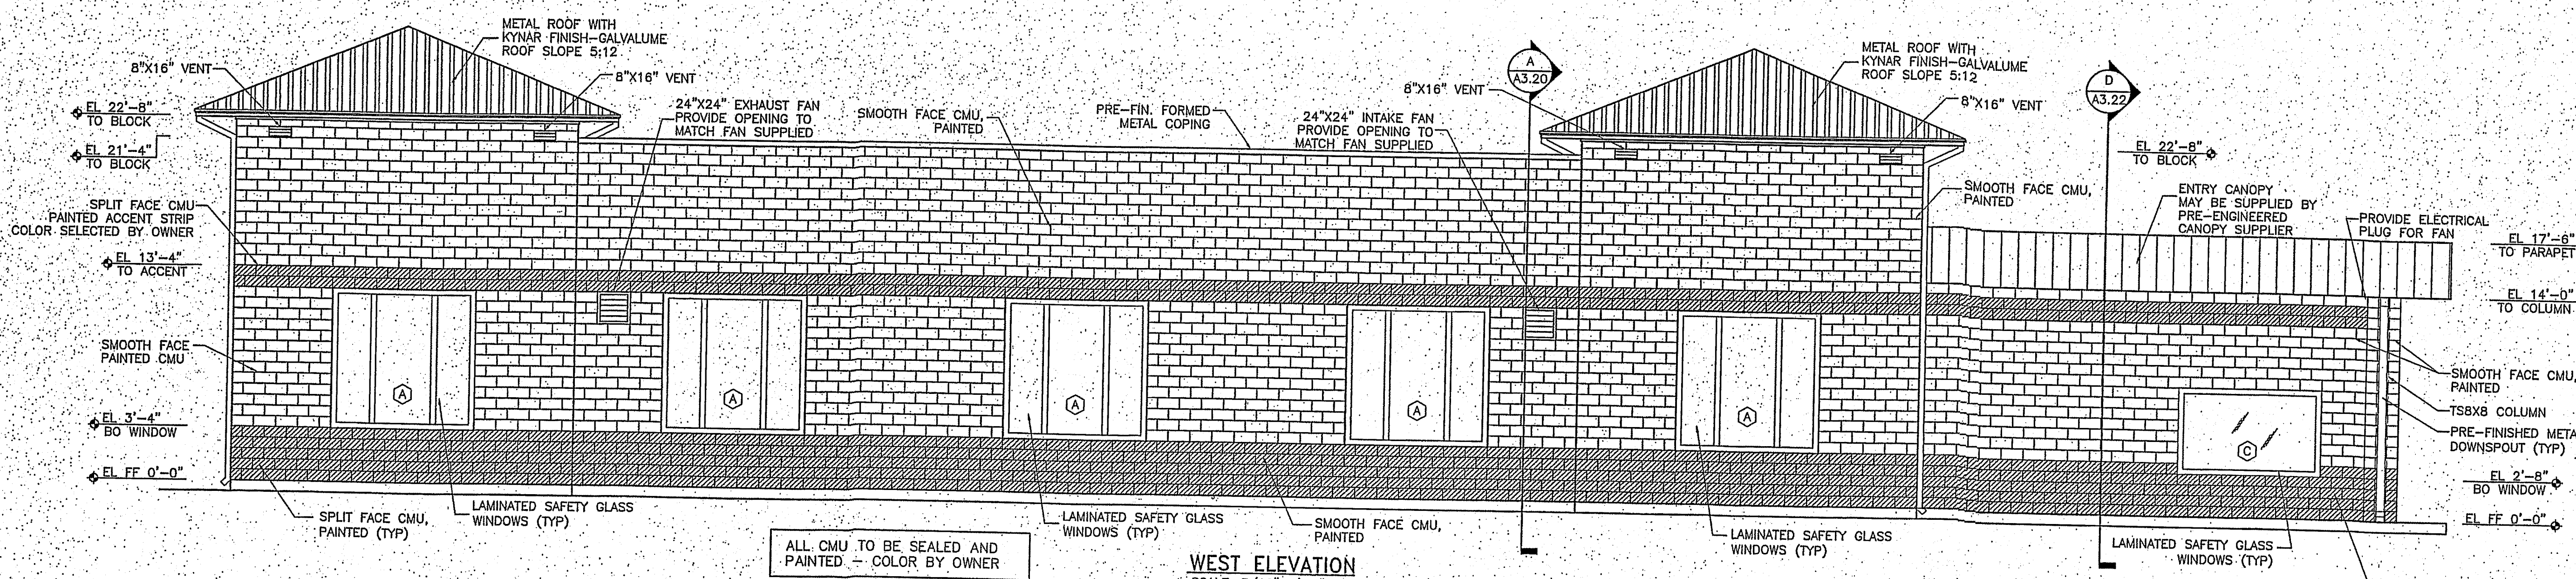 METAL ROOF WITH
KYNAR FINISH-GALVALUME
ROOF SLOPE 5:12
8"X16" VENT
8"X16" VENT
EL 22'-8"
TO BLOCK
EL 21'-4"
TO BLOCK
24"X24" EXHAUST FAN
PROVIDE OPENING TO
MATCH FAN SUPPLIED
SMOOTH FACE CMU,
PAINTED
PRE-FIN. FORMED
METAL COPING
24"X24" INTAKE FAN
PROVIDE OPENING TO
MATCH FAN SUPPLIED
8"X16" VENT
A
A3.20
METAL ROOF WITH
KYNAR FINISH-GALVALUME
ROOF SLOPE 5:12
8"X16" VENT
D
A3.22
EL 22'-8"
TO BLOCK
SMOOTH FACE CMU,
PAINTED
ENTRY CANOPY
MAY BE SUPPLIED BY
PRE-ENGINEERED
CANOPY SUPPLIER
PROVIDE ELECTRICAL
PLUG FOR FAN
EL 17'-6"
TO PARAPET
EL 14'-0"
TO COLUMN
SPLIT FACE CMU
PAINTED ACCENT STRIP
COLOR SELECTED BY OWNER
EL 13'-4"
TO ACCENT
SMOOTH FACE
PAINTED CMU
EL 3'-4"
BO WINDOW
EL FF 0'-0"
A
A
A
A
A
C
SMOOTH FACE CMU,
PAINTED
TS8X8 COLUMN
PRE-FINISHED META
DOWNSPOUT (TYP)
EL 2'-8"
BO WINDOW
EL FF 0'-0"
SPLIT FACE CMU,
PAINTED (TYP)
LAMINATED SAFETY GLASS
WINDOWS (TYP)
LAMINATED SAFETY GLASS
WINDOWS (TYP)
SMOOTH FACE CMU,
PAINTED
LAMINATED SAFETY GLASS
WINDOWS (TYP)
LAMINATED SAFETY GLASS
WINDOWS (TYP)
ALL CMU TO BE SEALED AND
PAINTED - COLOR BY OWNER
WEST ELEVATION